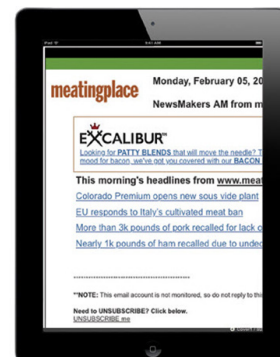 9:41 AM
meatingplace
Monday, February 05, 20
NewsMakers AM from m
EXCALIBUR
Looking for PATTY BLENDS that will move the needle? T
mood for bacon, we've got you covered with our BACON
This morning's headlines from www.meat
Colorado Premium opens new sous vide plant
EU responds to Italy's cultivated meat ban
More than 3k pounds of pork recalled for lack o
Nearly 1k pounds of ham recalled due to undec
**NOTE: This email account is not monitored, so do not reply to this
Need to UNSUBSCRIBE? Click below.
UNSUBSCRIBE me